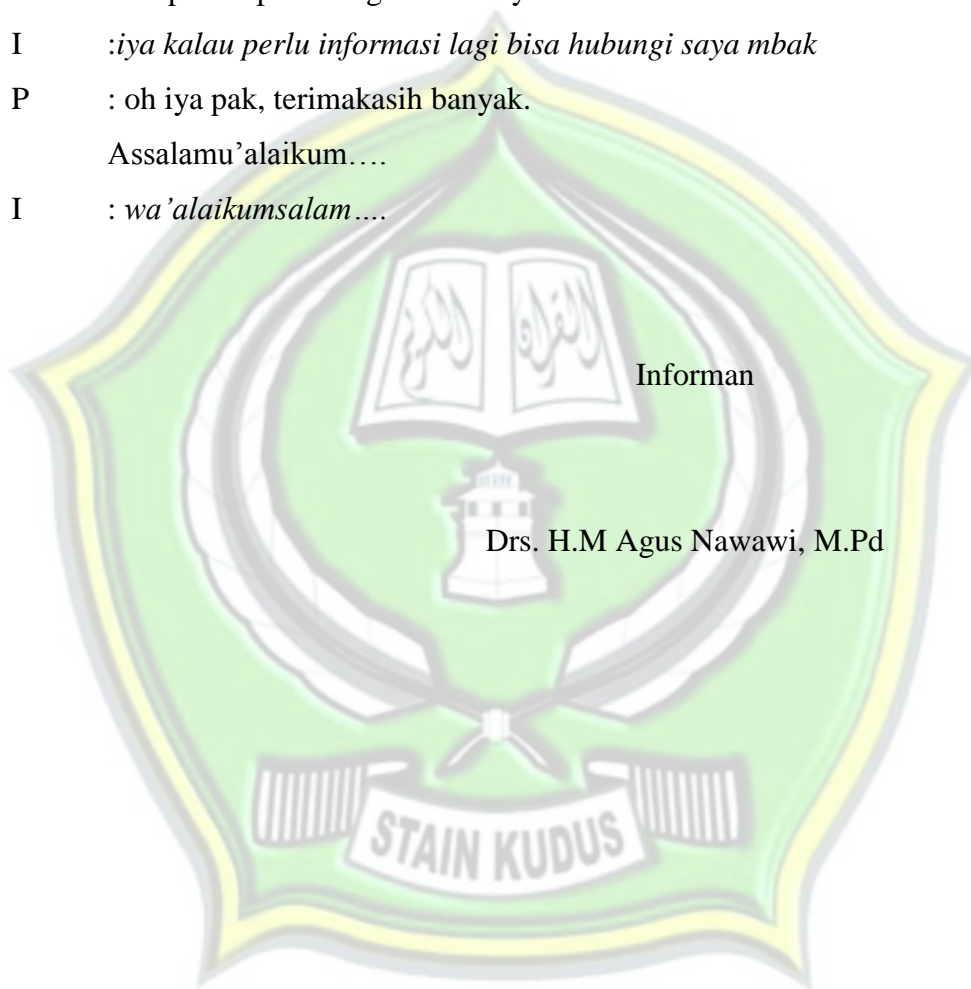 I :iya kalau perlu informasi lagi bisa hubungi saya mbak
P : oh iya pak, terimakasih banyak.
Assalamu’alaikum….
I : wa’alaikumsalam….
Informan
Drs. H.M Agus Nawawi, M.Pd
STAIN KUDUS